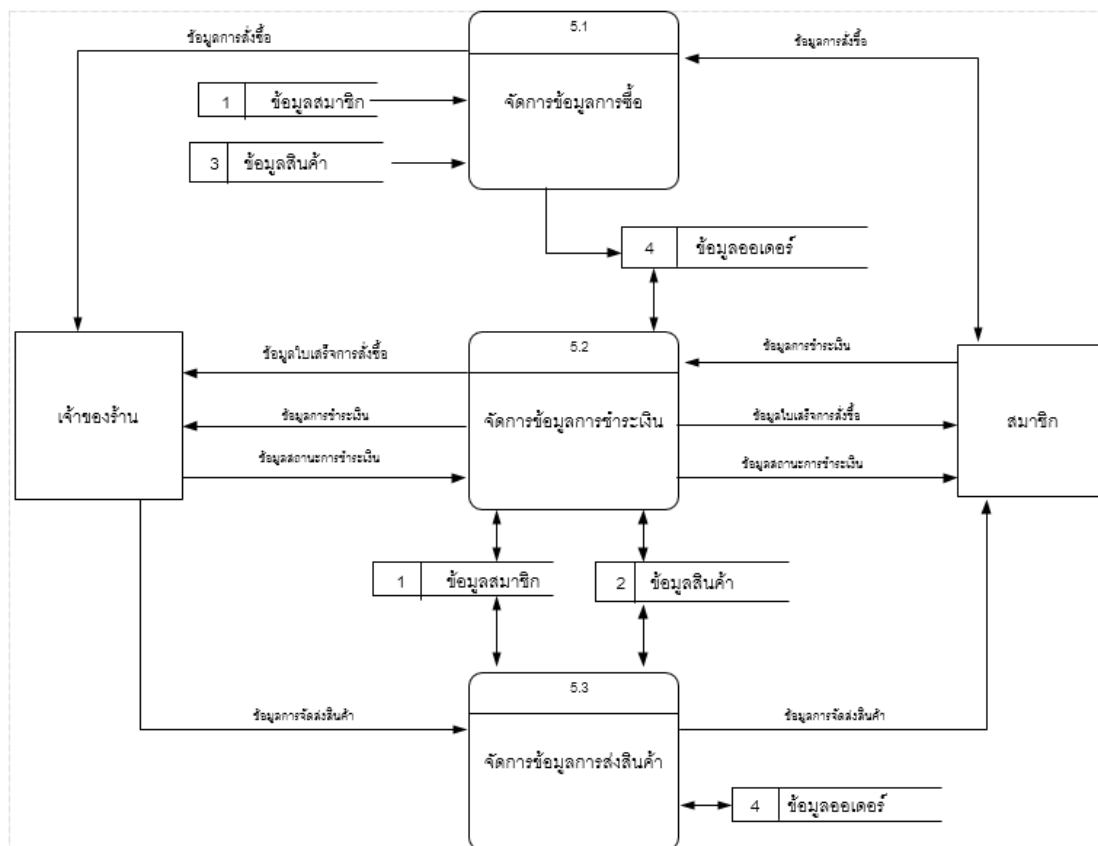 5.1
ข้อมูลการสั่งซื้อ
ข้อมูลการสั่งซื้อ
1 ข้อมูลสมาชิก
จัดการข้อมูลการซื้อ
3 ข้อมูลสินค้า
4 ข้อมูลออเดอร์
5.2
ข้อมูลใบเสร็จการสั่งซื้อ
ข้อมูลการชำระเงิน
เจ้าของร้าน
ข้อมูลการชำระเงิน
จัดการข้อมูลการชำระเงิน
ข้อมูลใบเสร็จการสั่งซื้อ
สมาชิก
ข้อมูลสถานะการชำระเงิน
ข้อมูลสถานะการชำระเงิน
1 ข้อมูลสมาชิก
2 ข้อมูลสินค้า
5.3
ข้อมูลการจัดส่งสินค้า
ข้อมูลการจัดส่งสินค้า
จัดการข้อมูลการส่งสินค้า
4 ข้อมูลออเดอร์